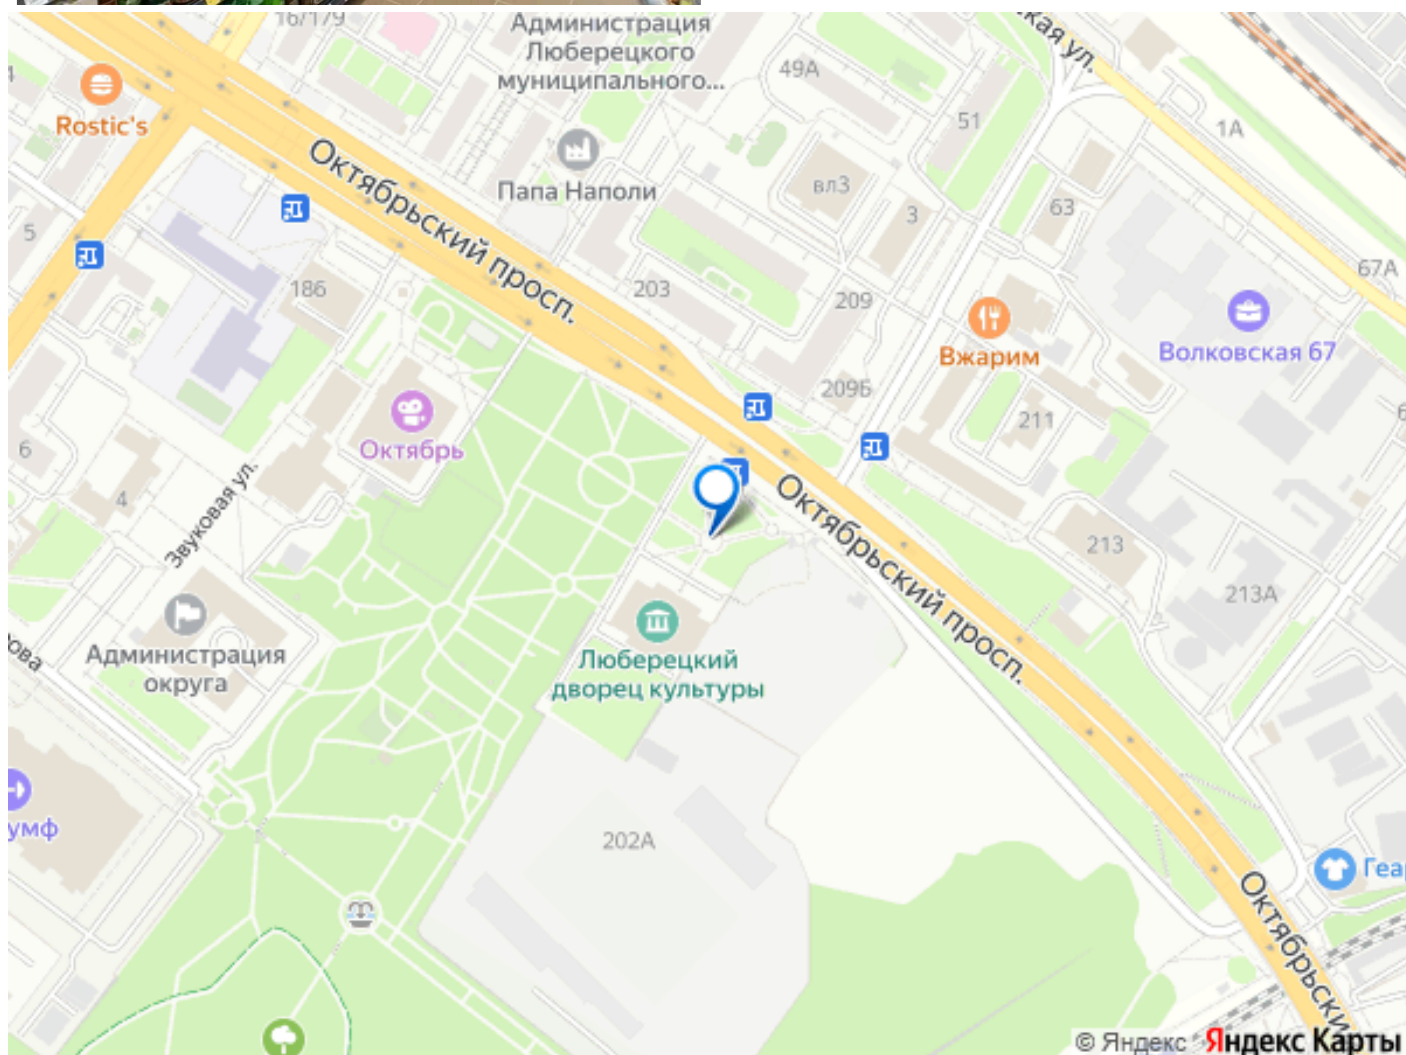 16/179
Администрация
Люберецкого
муниципального...
кая ул.
49А
Rostic's
51
1А
Октябрьский просп.
Папа Наполи
вл3
3
63
5
67А
186
203
209
Вжарим
Волковская 67
209Б
211
Октябрь
6
4
Звуковая ул.
Октябрьский просп.
213
213А
Администрация
округа
ова
Люберецкий
дворец культуры
умф
202А
Геа
Октябрьски
© Яндекс Яндекс Карты